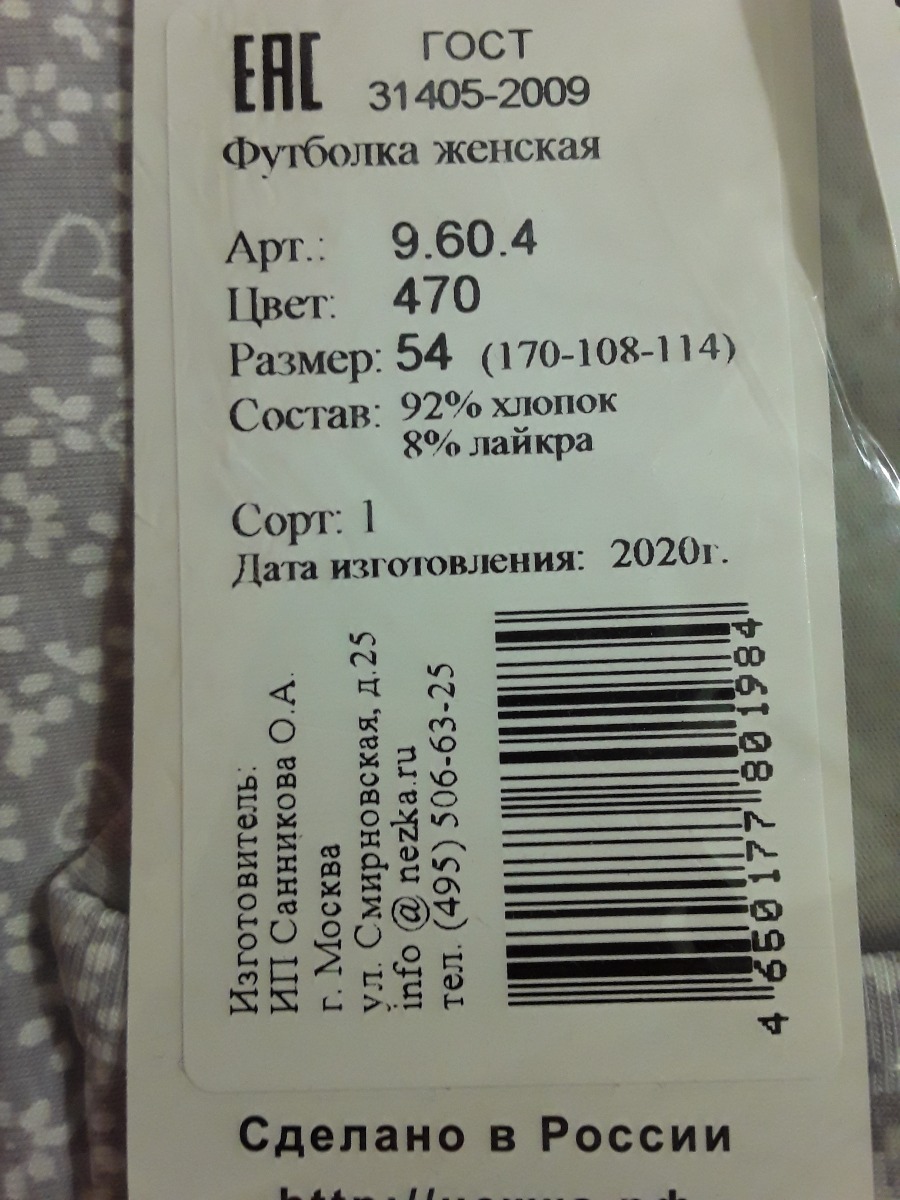 ЕАС ГОСТ
31405-2009
Футболка женская
Арт.: 9.60.4
Цвет: 470
Размер: 54 (170-108-114)
Состав: 92% хлопок
8% лайкра
Сорт: 1
Дата изготовления: 2020г.
Изготовитель:
ИП Санникова О.А.
г. Москва
ул. Смирновская, д.25
info @ nezka.ru
тел. (495) 506-63-25
4 650177 801984
Сделано в России